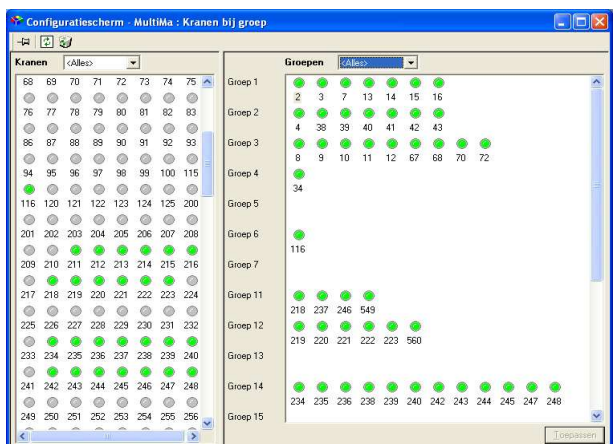 Configuratiescherm - MultiMa : Kranen bij groep
Kranen <Alles>
68 69 70 71 72 73 74 75
76 77 78 79 80 81 82 83
86 87 88 89 90 91 92 93
94 95 96 97 98 99 100 115
116 120 121 122 123 124 125 200
201 202 203 204 205 206 207 208
209 210 211 212 213 214 215 216
217 218 219 220 221 222 223 224
225 226 227 228 229 230 231 232
233 234 235 236 237 238 239 240
241 242 243 244 245 246 247 248
249 250 251 252 253 254 255 256
Groepen <Alles>
Groep 1
2 3 7 13 14 15 16
Groep 2
4 38 39 40 41 42 43
Groep 3
8 9 10 11 12 67 68 70 72
Groep 4
34
Groep 5
Groep 6
116
Groep 7
Groep 11
218 237 246 549
Groep 12
219 220 221 222 223 560
Groep 13
Groep 14
234 235 236 238 239 240 242 243 244 245 247 248
Groep 15
Toepassen